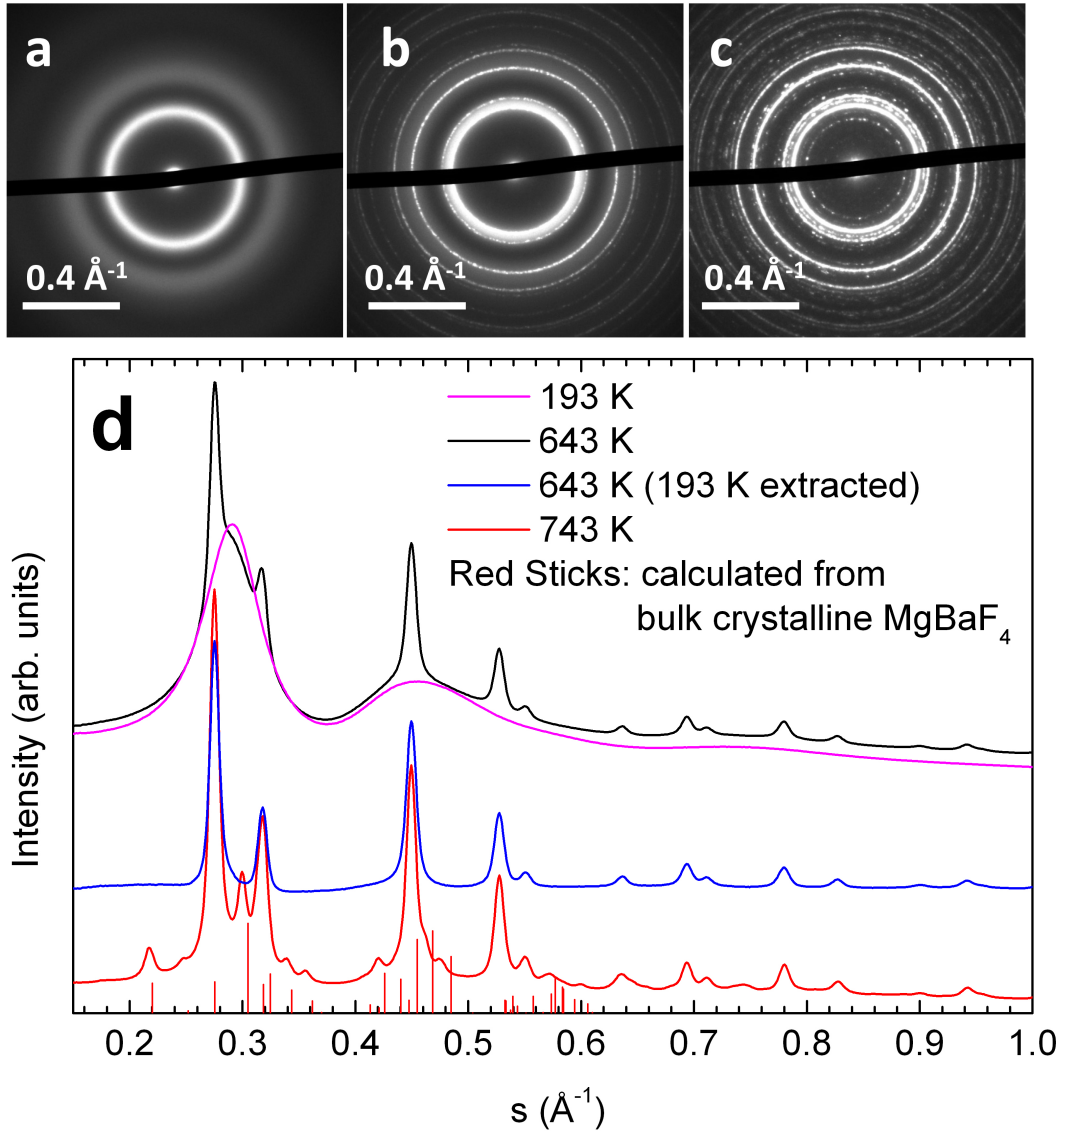 a
b
c
0.4 Å⁻¹
0.4 Å⁻¹
0.4 Å⁻¹
d
193 K
643 K
643 K (193 K extracted)
743 K
Red Sticks: calculated from
bulk crystalline MgBaF₄
Intensity (arb. units)
0.2 0.3 0.4 0.5 0.6 0.7 0.8 0.9 1.0
s (Å⁻¹)